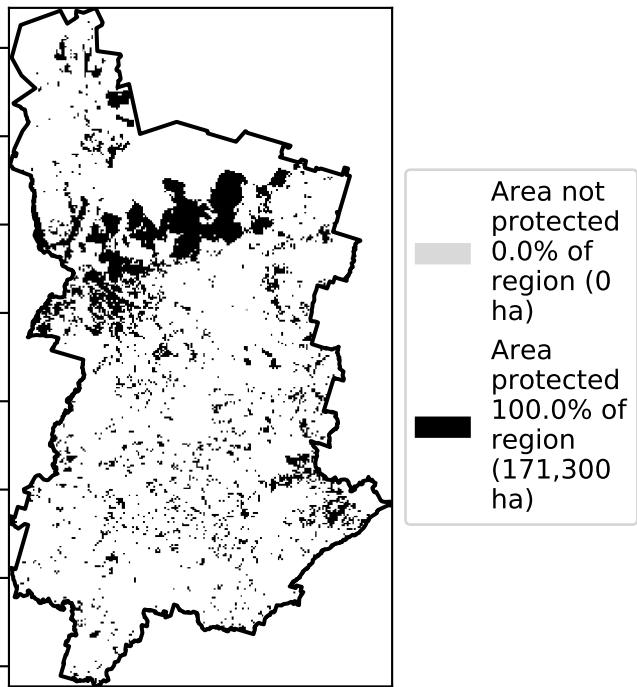 Area not
protected
0.0% of
region (0
ha)
Area
protected
100.0% of
region
(171,300
ha)